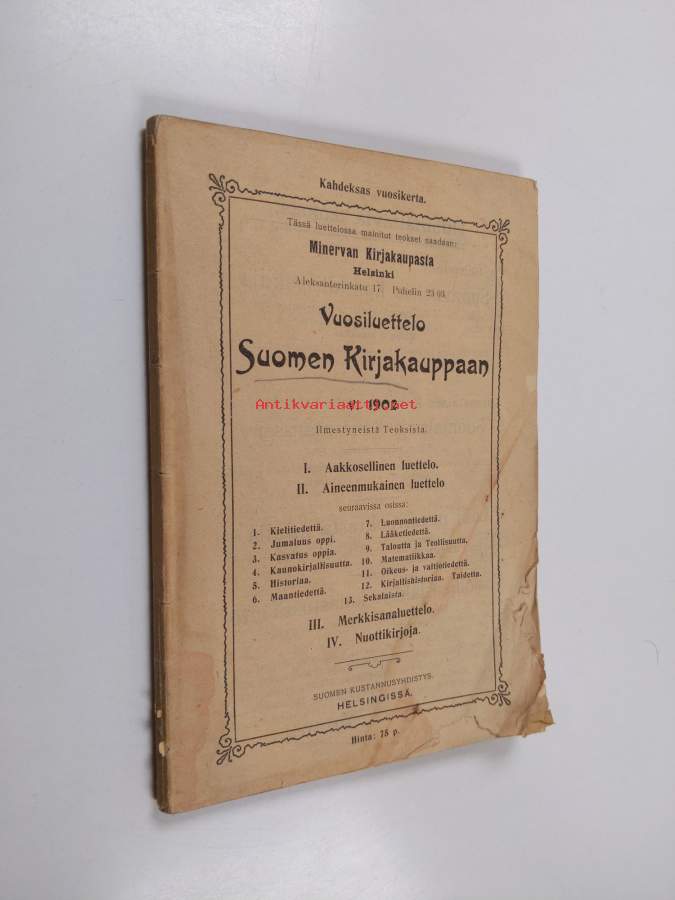 Kahdeksas vuosikerta.
Tässä luettelossa mainitut teokset saadaan:
Minervan Kirjakaupasta
Helsinki
Aleksanterinkatu 17. Puhelin 23 09.
Vuosiluettelo
Suomen Kirjakauppaan
v. 1902
Antikvariaattiyhtiot.net
Ilmestyneistä Teoksista.
I. Aakkosellinen luettelo.
II. Aineenmukainen luettelo
seuraavissa osissa:
1. Kielitiedettä.
2. Jumaluus oppi.
3. Kasvatus oppia.
4. Kaunokirjallisuutta.
5. Historiaa.
6. Maantiedettä.
7. Luonnontiedettä.
8. Lääketiedettä.
9. Taloutta ja Teollisuutta.
10. Matematiikkaa.
11. Oikeus- ja valtiotiedettä.
12. Kirjallishistoriaa. Taidetta.
13. Sekalaista.
III. Merkkisanaluettelo.
IV. Nuottikirjoja.
SUOMEN KUSTANNUSYHDISTYS.
HELSINGISSÄ.
Hinta: 75 p.